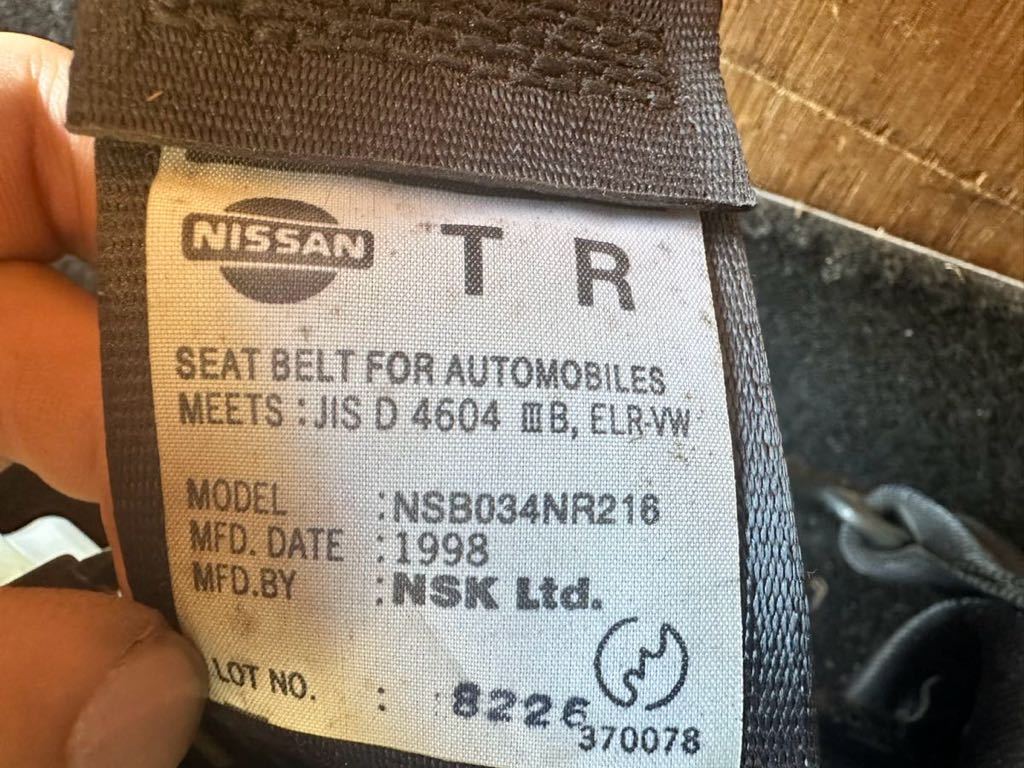 NISSAN T R
SEAT BELT FOR AUTOMOBILES
MEETS : JIS D 4604 ⅢB, ELR-VW
MODEL : NSB034NR216
MFD. DATE : 1998
MFD.BY : NSK Ltd.
LOT NO. : 8226
370078